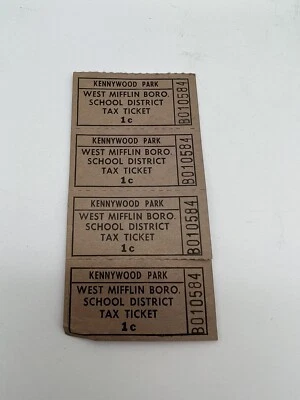 KENNYWOOD PARK
WEST MIFFLIN BORO.
SCHOOL DISTRICT
TAX TICKET
1c
B010584
KENNYWOOD PARK
WEST MIFFLIN BORO.
SCHOOL DISTRICT
TAX TICKET
1c
B010584
KENNYWOOD PARK
WEST MIFFLIN BORO.
SCHOOL DISTRICT
TAX TICKET
1c
B010584
KENNYWOOD PARK
WEST MIFFLIN BORO.
SCHOOL DISTRICT
TAX TICKET
1c
B010584